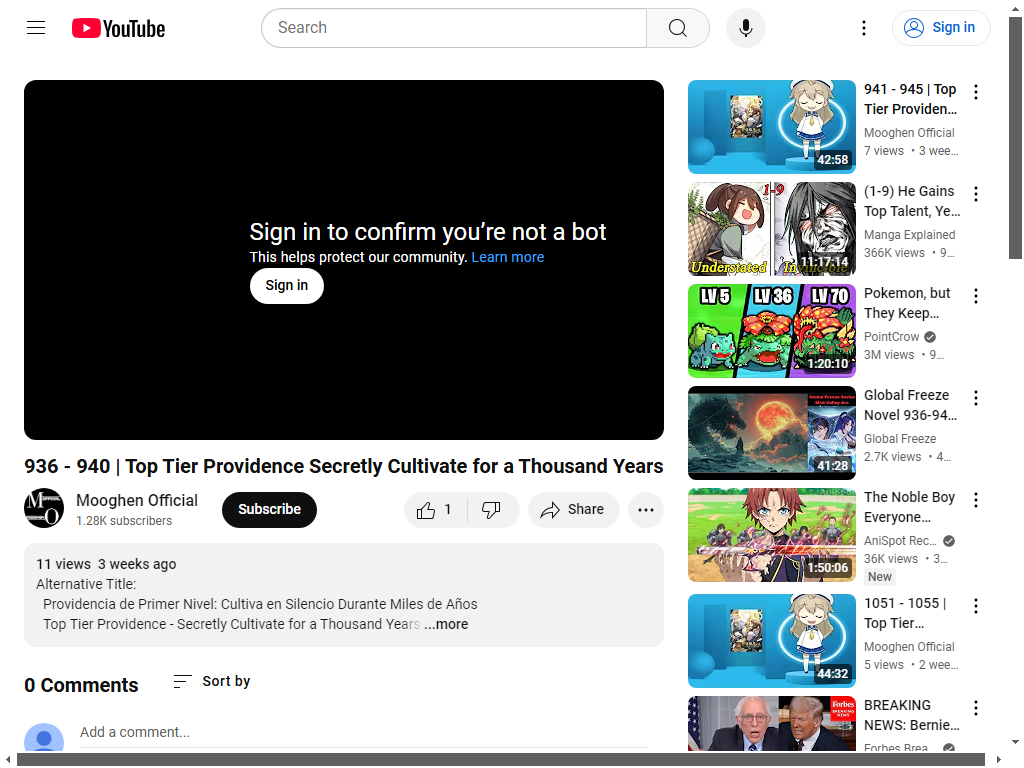 YouTube
Search
Sign in
Sign in to confirm you’re not a bot
This helps protect our community. Learn more
Sign in
936 - 940 | Top Tier Providence Secretly Cultivate for a Thousand Years
Mooghen Official
1.28K subscribers
Subscribe
1
Share
11 views 3 weeks ago
Alternative Title:
Providencia de Primer Nivel: Cultiva en Silencio Durante Miles de Años
Top Tier Providence - Secretly Cultivate for a Thousand Years ...more
0 Comments
Sort by
Add a comment...
42:58
941 - 945 | Top
Tier Providen...
Mooghen Official
7 views • 3 wee...
1-9
Understated
11:17:14
(1-9) He Gains
Top Talent, Ye...
Manga Explained
366K views • 9...
LV 5
LV 36
LV 70
1:20:10
Pokemon, but
They Keep...
PointCrow
3M views • 9...
Global Freeze Series
Mist Valley Arc
41:28
Global Freeze
Novel 936-94...
Global Freeze
2.7K views • 4...
1:50:06
The Noble Boy
Everyone...
AniSpot Rec...
36K views • 3...
New
44:32
1051 - 1055 |
Top Tier...
Mooghen Official
5 views • 2 wee...
Forbes
BREAKING
NEWS
BREAKING
NEWS: Bernie...
Forbes Brea...